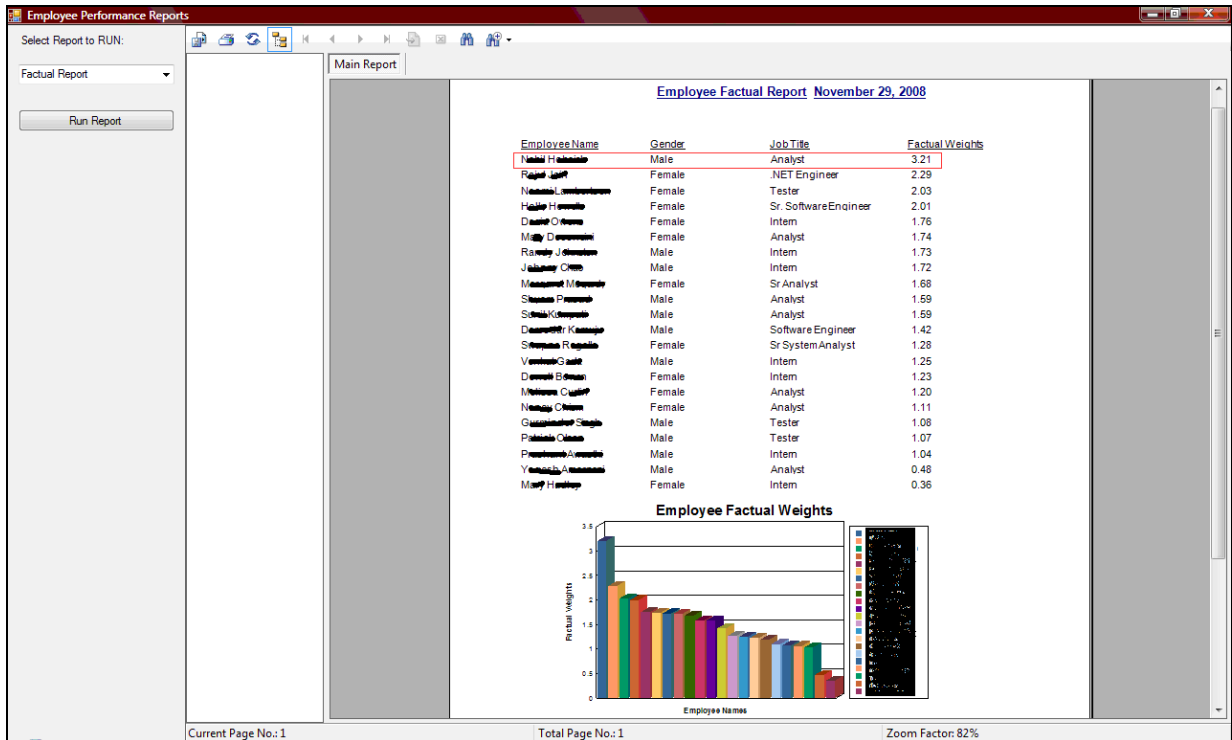 Employee Performance Reports
Select Report to RUN:
Factual Report
Run Report
Main Report
Employee Factual Report November 29, 2008
Employee Name Gender Job Title Factual Weights
Male Analyst 3.21
Female .NET Engineer 2.29
Female Tester 2.03
Female Sr. Software Engineer 2.01
Female Intern 1.76
Female Analyst 1.74
Male Intern 1.73
Male Intern 1.72
Female Sr Analyst 1.68
Male Analyst 1.59
Male Analyst 1.59
Male Software Engineer 1.42
Female Sr System Analyst 1.28
Male Intern 1.25
Female Intern 1.23
Female Analyst 1.20
Female Analyst 1.11
Male Tester 1.08
Male Tester 1.07
Male Intern 1.04
Male Analyst 0.48
Female Intern 0.36
Employee Factual Weights
3.5
3
2.5
2
1.5
1
0.5
0
Factual Weights
Employee Names
Current Page No.: 1 Total Page No.: 1 Zoom Factor: 82%